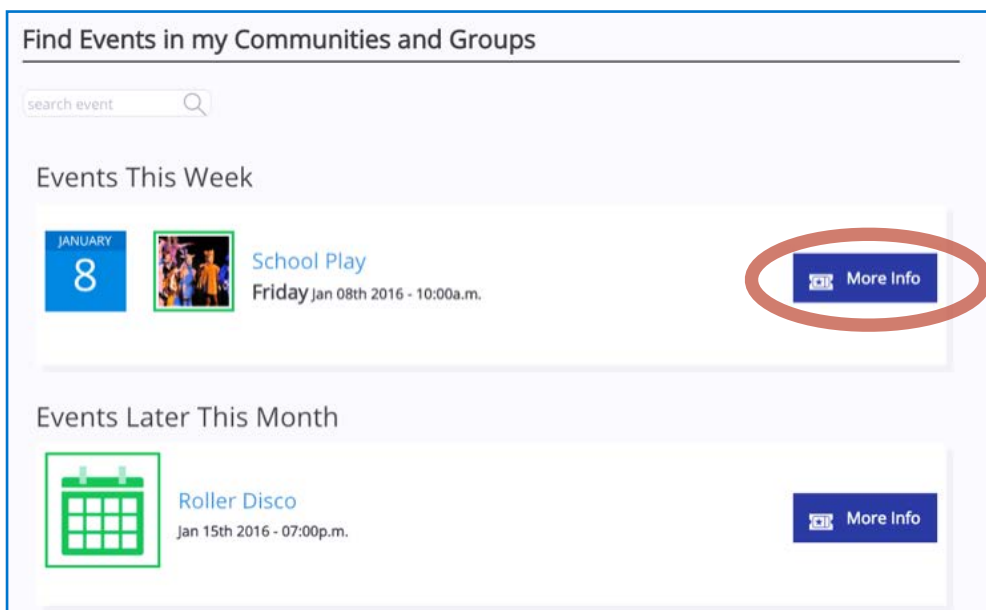 Find Events in my Communities and Groups
search event
Events This Week
JANUARY
8
School Play
Friday Jan 08th 2016 - 10:00a.m.
More Info
Events Later This Month
Roller Disco
Jan 15th 2016 - 07:00p.m.
More Info